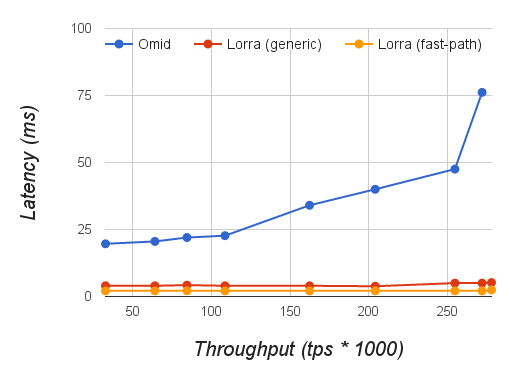 100
Omid Lorra (generic) Lorra (fast-path)
75
50
25
0
Latency (ms)
50 100 150 200 250
Throughput (tps * 1000)